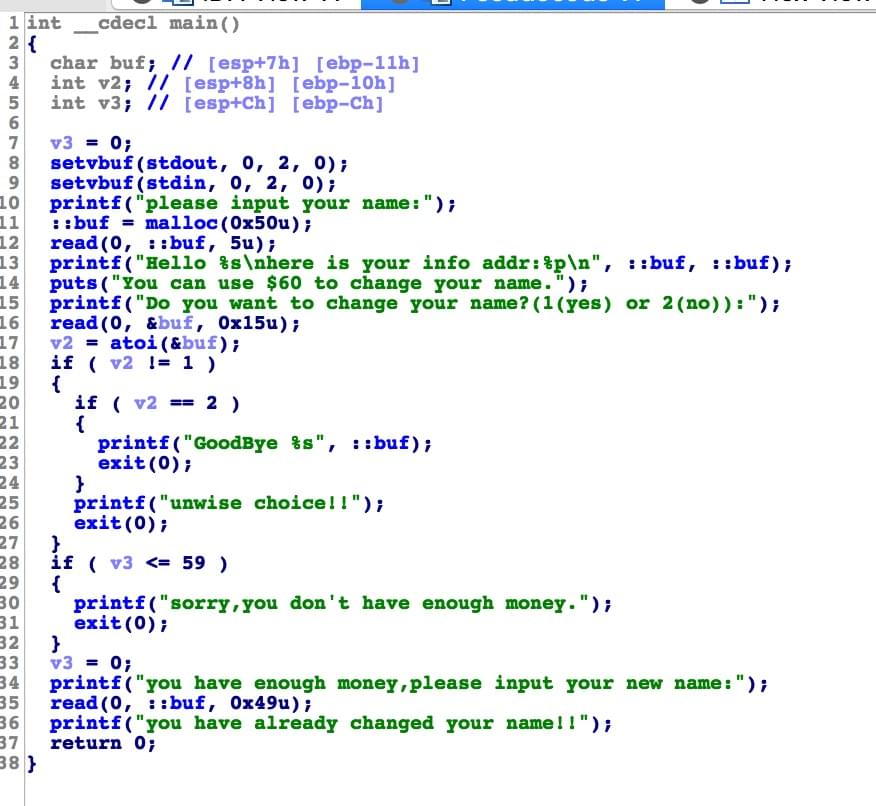 1 int __cdecl main()
2 {
3 char buf; // [esp+7h] [ebp-11h]
4 int v2; // [esp+8h] [ebp-10h]
5 int v3; // [esp+Ch] [ebp-Ch]
6
7 v3 = 0;
8 setvbuf(stdout, 0, 2, 0);
9 setvbuf(stdin, 0, 2, 0);
10 printf("please input your name:");
11 ::buf = malloc(0x50u);
12 read(0, ::buf, 5u);
13 printf("Hello %s\nhere is your info addr:%p\n", ::buf, ::buf);
14 puts("You can use $60 to change your name.");
15 printf("Do you want to change your name?(1(yes) or 2(no)):");
16 read(0, &buf, 0x15u);
17 v2 = atoi(&buf);
18 if ( v2 != 1 )
19 {
20 if ( v2 == 2 )
21 {
22 printf("GoodBye %s", ::buf);
23 exit(0);
24 }
25 printf("unwise choice!!");
26 exit(0);
27 }
28 if ( v3 <= 59 )
29 {
30 printf("sorry,you don't have enough money.");
31 exit(0);
32 }
33 v3 = 0;
34 printf("you have enough money,please input your new name:");
35 read(0, ::buf, 0x49u);
36 printf("you have already changed your name!!");
37 return 0;
38 }